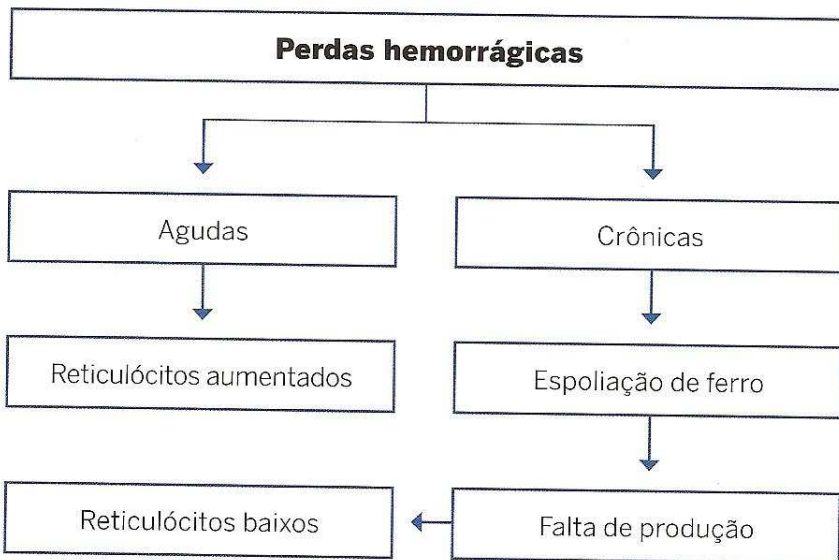 Perdas hemorrágicas
Agudas
Crônicas
Reticulócitos aumentados
Espoliação de ferro
Reticulócitos baixos
Falta de produção